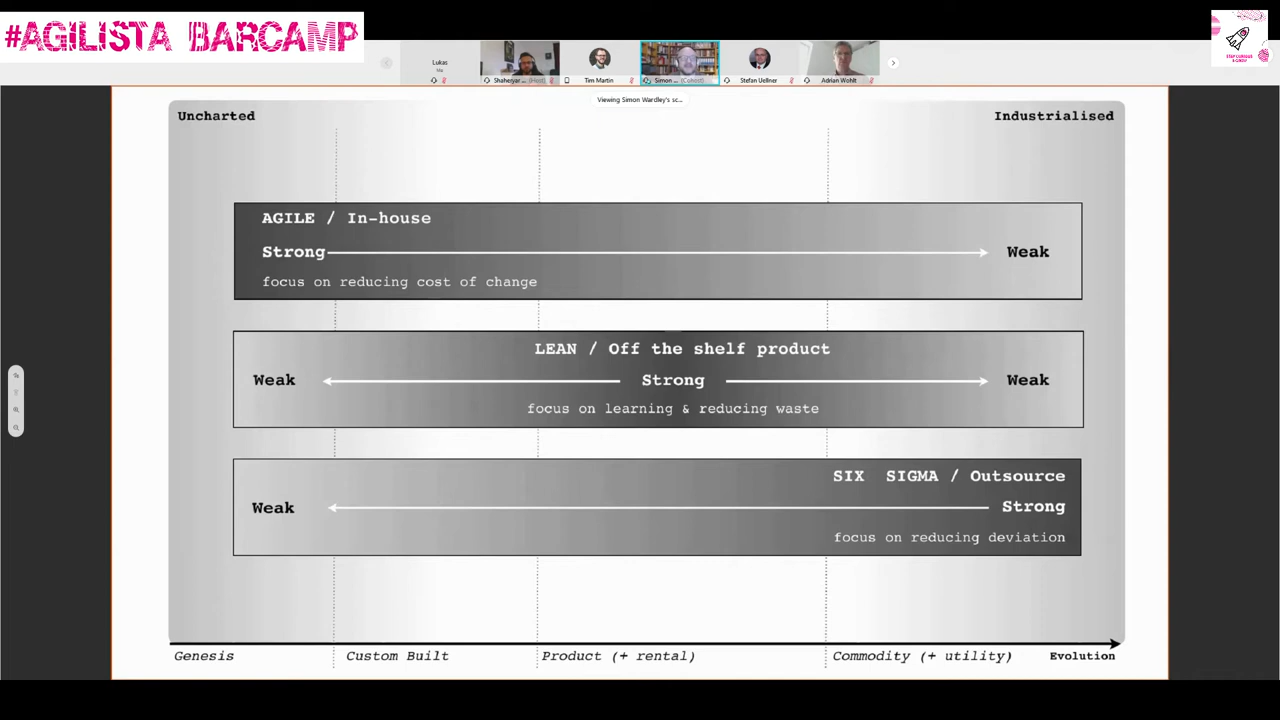 #AGILISTA BARCAMP
Lukas
Me
Shaheryar ... (Host)
Tim Martin
Simon ... (Cohost)
Stefan Uellner
Adrian Wohlt
Viewing Simon Wardley's sc...
Uncharted
Industrialised
AGILE / In-house
Strong
Weak
focus on reducing cost of change
LEAN / Off the shelf product
Weak
Strong
Weak
focus on learning & reducing waste
SIX SIGMA / Outsource
Weak
Strong
focus on reducing deviation
Genesis
Custom Built
Product (+ rental)
Commodity (+ utility)
Evolution